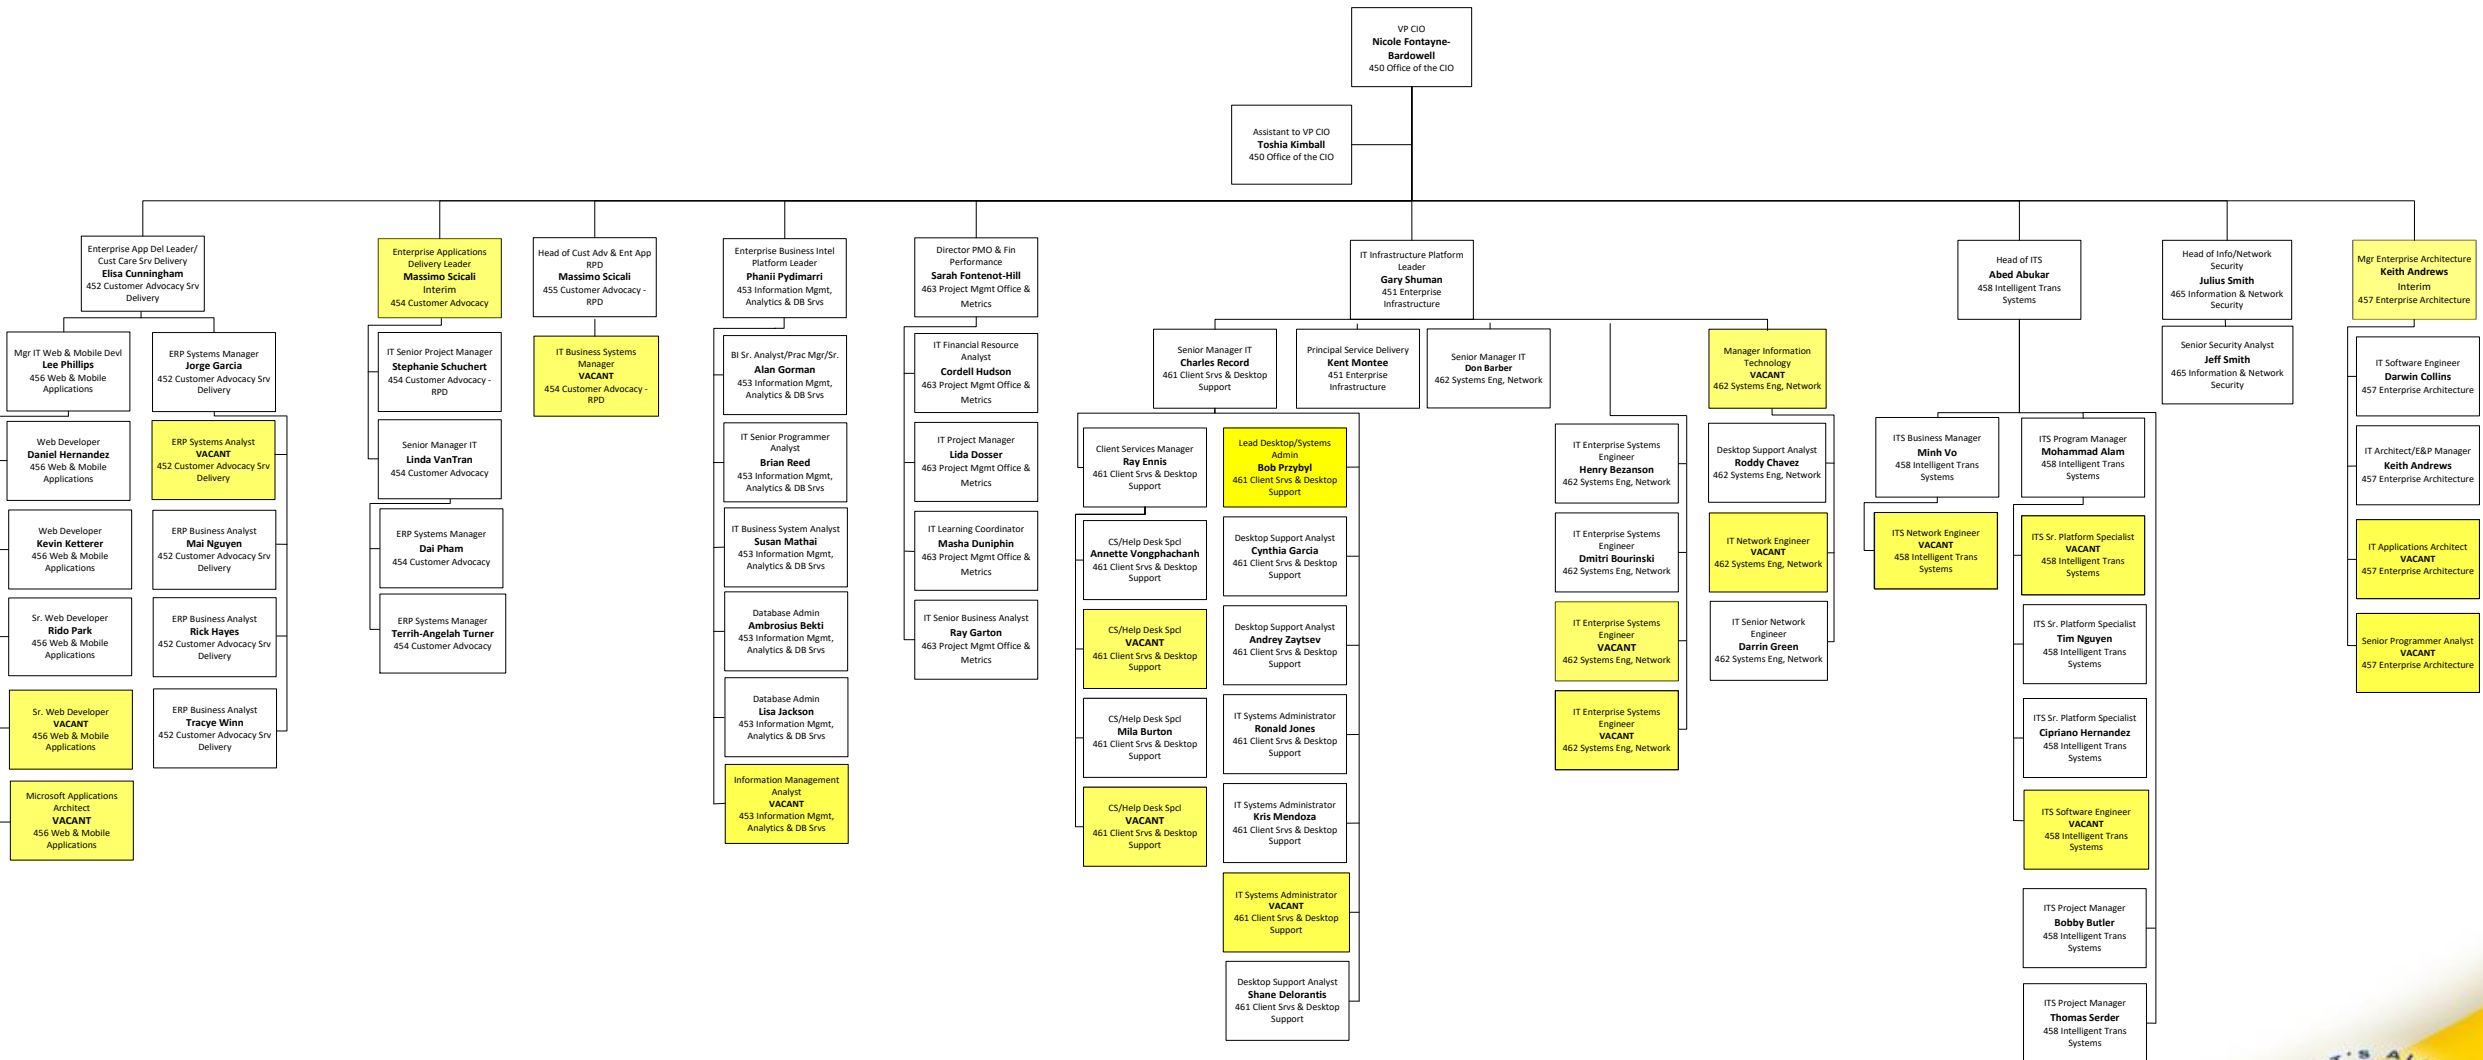 VP CIO
Nicole Fontayne-
Bardowell
450 Office of the CIO
Assistant to VP CIO
Toshia Kimball
450 Office of the CIO
Enterprise App Del Leader/
Cust Care Srv Delivery
Elisa Cunningham
452 Customer Advocacy Srv
Delivery
Mgr IT Web & Mobile Devl
Lee Phillips
456 Web & Mobile
Applications
Web Developer
Daniel Hernandez
456 Web & Mobile
Applications
Web Developer
Kevin Ketterer
456 Web & Mobile
Applications
Sr. Web Developer
Rido Park
456 Web & Mobile
Applications
Sr. Web Developer
VACANT
456 Web & Mobile
Applications
Microsoft Applications
Architect
VACANT
456 Web & Mobile
Applications
ERP Systems Manager
Jorge Garcia
452 Customer Advocacy Srv
Delivery
ERP Systems Analyst
VACANT
452 Customer Advocacy Srv
Delivery
ERP Business Analyst
Mai Nguyen
452 Customer Advocacy Srv
Delivery
ERP Business Analyst
Rick Hayes
452 Customer Advocacy Srv
Delivery
ERP Business Analyst
Tracye Winn
452 Customer Advocacy Srv
Delivery
Enterprise Applications
Delivery Leader
Massimo Scicali
Interim
454 Customer Advocacy
IT Senior Project Manager
Stephanie Schuchert
454 Customer Advocacy -
RPD
Senior Manager IT
Linda VanTran
454 Customer Advocacy
ERP Systems Manager
Dai Pham
454 Customer Advocacy
ERP Systems Manager
Terrih-Angelah Turner
454 Customer Advocacy
Head of Cust Adv & Ent App
RPD
Massimo Scicali
455 Customer Advocacy -
RPD
IT Business Systems
Manager
VACANT
454 Customer Advocacy -
RPD
Enterprise Business Intel
Platform Leader
Phanii Pydimarri
453 Information Mgmt,
Analytics & DB Srvs
BI Sr. Analyst/Prac Mgr/Sr.
Alan Gorman
453 Information Mgmt,
Analytics & DB Srvs
IT Senior Programmer
Analyst
Brian Reed
453 Information Mgmt,
Analytics & DB Srvs
IT Business System Analyst
Susan Mathai
453 Information Mgmt,
Analytics & DB Srvs
Database Admin
Ambrosius Bekti
453 Information Mgmt,
Analytics & DB Srvs
Database Admin
Lisa Jackson
453 Information Mgmt,
Analytics & DB Srvs
Information Management
Analyst
VACANT
453 Information Mgmt,
Analytics & DB Srvs
Director PMO & Fin
Performance
Sarah Fontenot-Hill
463 Project Mgmt Office &
Metrics
IT Financial Resource
Analyst
Cordell Hudson
463 Project Mgmt Office &
Metrics
IT Project Manager
Lida Dosser
463 Project Mgmt Office &
Metrics
IT Learning Coordinator
Masha Duniphin
463 Project Mgmt Office &
Metrics
IT Senior Business Analyst
Ray Garton
463 Project Mgmt Office &
Metrics
IT Infrastructure Platform
Leader
Gary Shuman
451 Enterprise
Infrastructure
Senior Manager IT
Charles Record
461 Client Srvs & Desktop
Support
Client Services Manager
Ray Ennis
461 Client Srvs & Desktop
Support
CS/Help Desk Spcl
Annette Vongphachanh
461 Client Srvs & Desktop
Support
CS/Help Desk Spcl
VACANT
461 Client Srvs & Desktop
Support
CS/Help Desk Spcl
Mila Burton
461 Client Srvs & Desktop
Support
CS/Help Desk Spcl
VACANT
461 Client Srvs & Desktop
Support
Lead Desktop/Systems
Admin
Bob Przybyl
461 Client Srvs & Desktop
Support
Desktop Support Analyst
Cynthia Garcia
461 Client Srvs & Desktop
Support
Desktop Support Analyst
Andrey Zaytsev
461 Client Srvs & Desktop
Support
IT Systems Administrator
Ronald Jones
461 Client Srvs & Desktop
Support
IT Systems Administrator
Kris Mendoza
461 Client Srvs & Desktop
Support
IT Systems Administrator
VACANT
461 Client Srvs & Desktop
Support
Desktop Support Analyst
Shane Delorantis
461 Client Srvs & Desktop
Support
Principal Service Delivery
Kent Montee
451 Enterprise
Infrastructure
Senior Manager IT
Don Barber
462 Systems Eng, Network
IT Enterprise Systems
Engineer
Henry Bezanson
462 Systems Eng, Network
IT Enterprise Systems
Engineer
Dmitri Bourinski
462 Systems Eng, Network
IT Enterprise Systems
Engineer
VACANT
462 Systems Eng, Network
IT Enterprise Systems
Engineer
VACANT
462 Systems Eng, Network
Manager Information
Technology
VACANT
462 Systems Eng, Network
Desktop Support Analyst
Roddy Chavez
462 Systems Eng, Network
IT Network Engineer
VACANT
462 Systems Eng, Network
IT Senior Network
Engineer
Darrin Green
462 Systems Eng, Network
Head of ITS
Abed Abukar
458 Intelligent Trans
Systems
ITS Business Manager
Minh Vo
458 Intelligent Trans
Systems
ITS Network Engineer
VACANT
458 Intelligent Trans
Systems
ITS Program Manager
Mohammad Alam
458 Intelligent Trans
Systems
ITS Sr. Platform Specialist
VACANT
458 Intelligent Trans
Systems
ITS Sr. Platform Specialist
Tim Nguyen
458 Intelligent Trans
Systems
ITS Sr. Platform Specialist
Cipriano Hernandez
458 Intelligent Trans
Systems
ITS Software Engineer
VACANT
458 Intelligent Trans
Systems
ITS Project Manager
Bobby Butler
458 Intelligent Trans
Systems
ITS Project Manager
Thomas Serder
458 Intelligent Trans
Systems
Head of Info/Network
Security
Julius Smith
465 Information & Network
Security
Senior Security Analyst
Jeff Smith
465 Information & Network
Security
Mgr Enterprise Architecture
Keith Andrews
Interim
457 Enterprise Architecture
IT Software Engineer
Darwin Collins
457 Enterprise Architecture
IT Architect/E&P Manager
Keith Andrews
457 Enterprise Architecture
IT Applications Architect
VACANT
457 Enterprise Architecture
Senior Programmer Analyst
VACANT
457 Enterprise Architecture